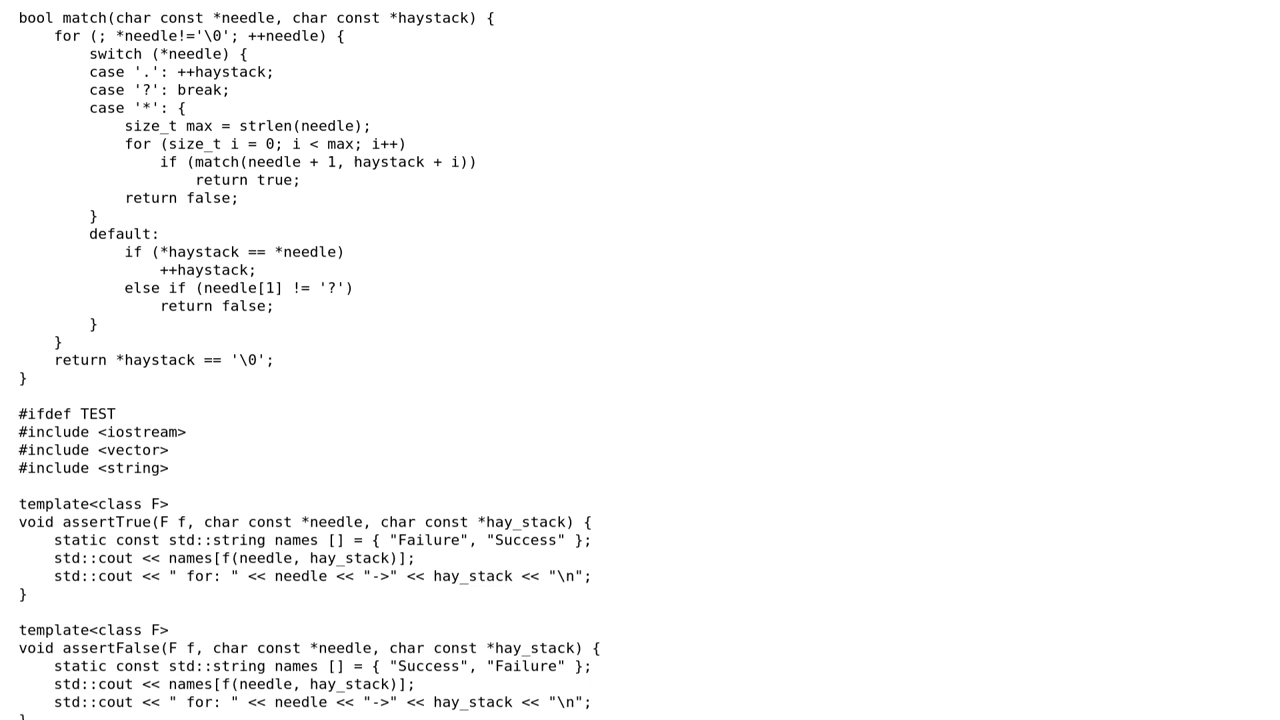 bool match(char const *needle, char const *haystack) {
    for (; *needle!='\0'; ++needle) {
        switch (*needle) {
        case '.': ++haystack;
        case '?': break;
        case '*': {
            size_t max = strlen(needle);
            for (size_t i = 0; i < max; i++)
                if (match(needle + 1, haystack + i))
                    return true;
            return false;
        }
        default:
            if (*haystack == *needle)
                ++haystack;
            else if (needle[1] != '?')
                return false;
        }
    }
    return *haystack == '\0';
}

#ifdef TEST
#include <iostream>
#include <vector>
#include <string>

template<class F>
void assertTrue(F f, char const *needle, char const *hay_stack) {
    static const std::string names [] = { "Failure", "Success" };
    std::cout << names[f(needle, hay_stack)];
    std::cout << " for: " << needle << "->" << hay_stack << "\n";
}

template<class F>
void assertFalse(F f, char const *needle, char const *hay_stack) {
    static const std::string names [] = { "Success", "Failure" };
    std::cout << names[f(needle, hay_stack)];
    std::cout << " for: " << needle << "->" << hay_stack << "\n";
}